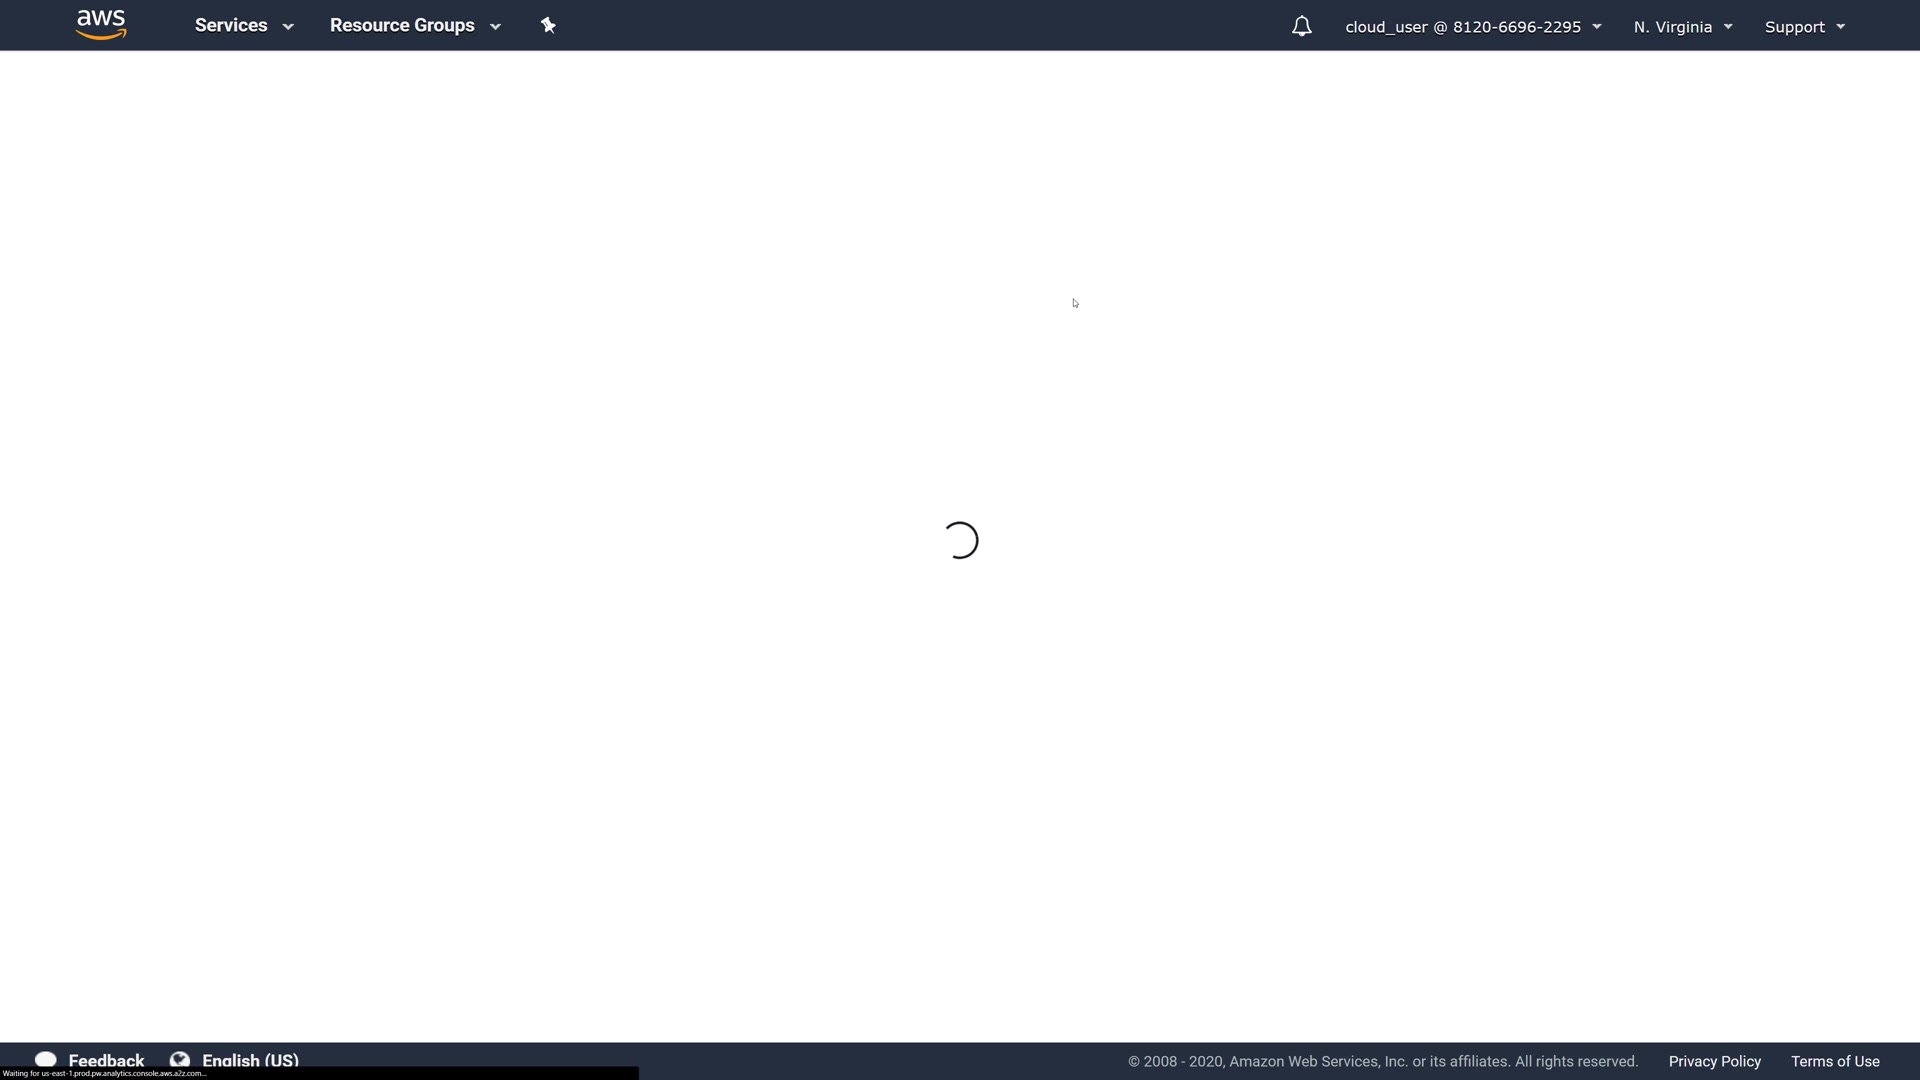 aws Services Resource Groups cloud_user @ 8120-6696-2295 N. Virginia Support
Feedback English (US) © 2008 - 2020, Amazon Web Services, Inc. or its affiliates. All rights reserved. Privacy Policy Terms of Use
Waiting for us-east-1.prod.pw.analytics.console.aws.a2z.com...